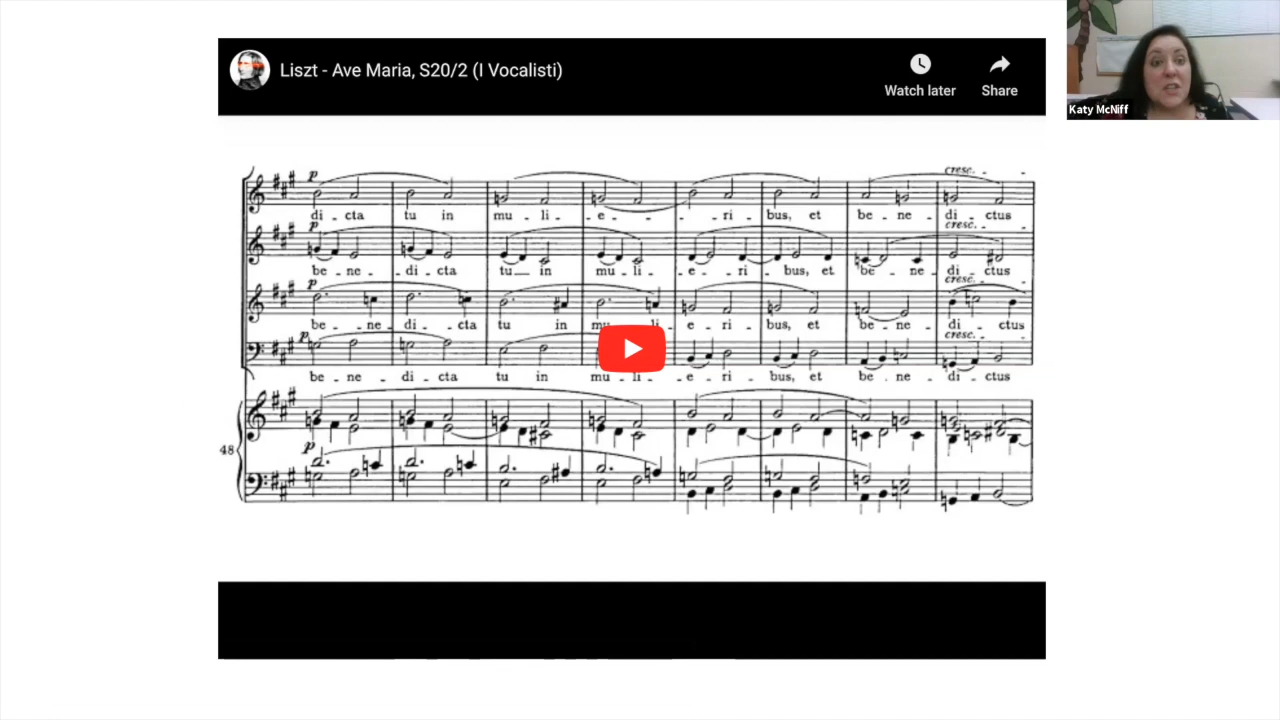 Liszt - Ave Maria, S20/2 (I Vocalisti)
Watch later
Share
Katy McNiff
p cresc. - -
di - cta tu in mu - li - e - - ri - bus, et be - ne - di - ctus
p cresc. - -
be - ne - di - cta tu in mu - li - e - ri - bus, et be - ne - di - ctus
p cresc. - -
be - ne - di - cta tu in mu - li - e - ri - bus, et be - ne - di - ctus
p cresc. - -
be - ne - di - cta tu in mu - li - e - ri - bus, et be - ne - di - ctus
48
p